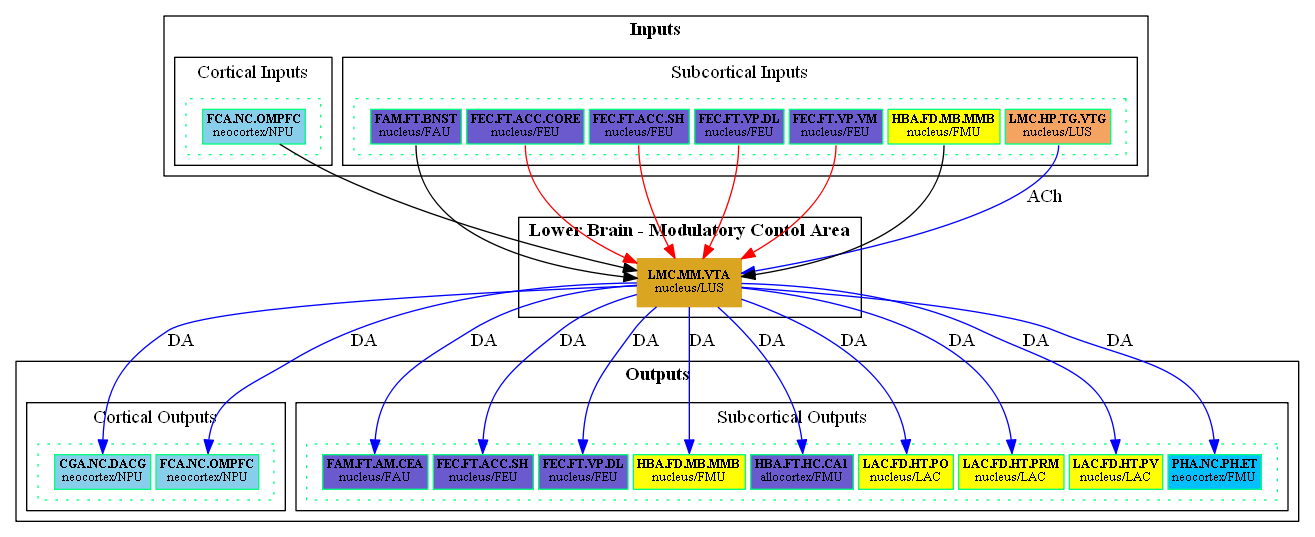 Inputs
Cortical Inputs
Subcortical Inputs
FCA.NC.OMPFC
neocortex/NPU
FAM.FT.BNST
nucleus/FAU
FEC.FT.ACC.CORE
nucleus/FEU
FEC.FT.ACC.SH
nucleus/FEU
FEC.FT.VP.DL
nucleus/FEU
FEC.FT.VP.VM
nucleus/FEU
HBA.FD.MB.MMB
nucleus/FMU
LMC.HP.TG.VTG
nucleus/LUS
ACh
Lower Brain - Modulatory Contol Area
LMC.MM.VTA
nucleus/LUS
DA
DA
DA
DA
DA
DA
DA
DA
DA
DA
DA
Outputs
Cortical Outputs
Subcortical Outputs
CGA.NC.DACG
neocortex/NPU
FCA.NC.OMPFC
neocortex/NPU
FAM.FT.AM.CEA
nucleus/FAU
FEC.FT.ACC.SH
nucleus/FEU
FEC.FT.VP.DL
nucleus/FEU
HBA.FD.MB.MMB
nucleus/FMU
HBA.FT.HC.CA1
allocortex/FMU
LAC.FD.HT.PO
nucleus/LAC
LAC.FD.HT.PRM
nucleus/LAC
LAC.FD.HT.PV
nucleus/LAC
PHA.NC.PH.ET
neocortex/FMU